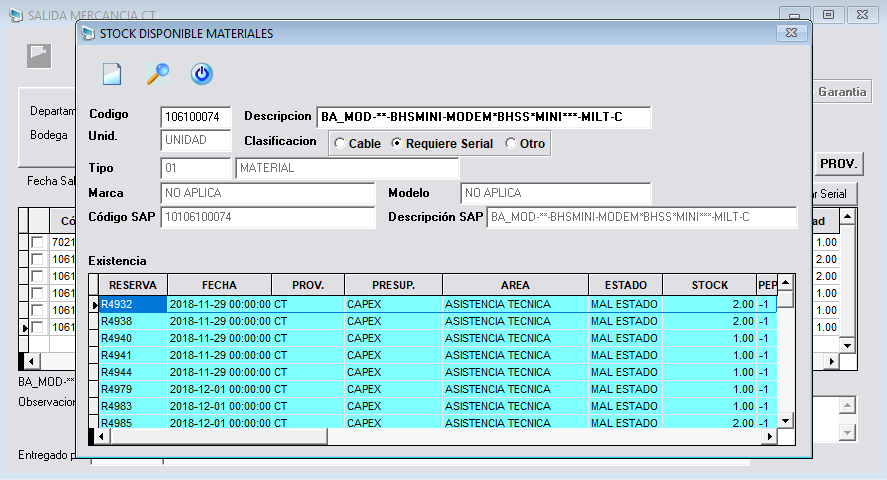 SALIDA MERCANCIA CT
STOCK DISPONIBLE MATERIALES
Garantia
Departam
Bodega
Codigo 106100074 Descripcion BA_MOD-**-BHSMINI-MODEM*BHSS*MINI***-MILT-C
Unid. UNIDAD Clasificacion Cable Requiere Serial Otro
Tipo 01 MATERIAL
PROV.
Fecha Sal
Marca NO APLICA Modelo NO APLICA
ar Serial
Código SAP 10106100074 Descripción SAP BA_MOD-**-BHSMINI-MODEM*BHSS*MINI***-MILT-C
Có
ad
7021
1.00
1061
2.00
1061
2.00
1061
1.00
1061
1.00
Existencia
RESERVA FECHA PROV. PRESUP. AREA ESTADO STOCK PEP
R4932 2018-11-29 00:00:00 CT CAPEX ASISTENCIA TECNICA MAL ESTADO 2.00 -1
R4938 2018-11-29 00:00:00 CT CAPEX ASISTENCIA TECNICA MAL ESTADO 2.00 -1
R4940 2018-11-29 00:00:00 CT CAPEX ASISTENCIA TECNICA MAL ESTADO 1.00 -1
R4941 2018-11-29 00:00:00 CT CAPEX ASISTENCIA TECNICA MAL ESTADO 1.00 -1
R4944 2018-11-29 00:00:00 CT CAPEX ASISTENCIA TECNICA MAL ESTADO 1.00 -1
R4979 2018-12-01 00:00:00 CT CAPEX ASISTENCIA TECNICA MAL ESTADO 1.00 -1
R4983 2018-12-01 00:00:00 CT CAPEX ASISTENCIA TECNICA MAL ESTADO 1.00 -1
R4985 2018-12-01 00:00:00 CT CAPEX ASISTENCIA TECNICA MAL ESTADO 2.00 -1
BA_MOD-**
Observacion
Entregado p